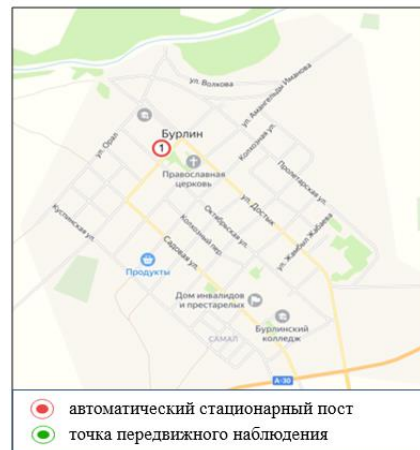 ул. Волкова
ул. Амангельды Иманова
ул. Орал
Бурлин
1
Колхозная ул.
Православная
церковь
Пролетарская ул.
ул. Достык
Куспинская ул.
Октябрьская ул.
Колхозный пер.
ул. Жамбыл Жабаева
Садовая ул.
Продукты
Дом инвалидов
и престарелых
Бурлинский
колледж
САМАЛ
А-30
автоматический стационарный пост
точка передвижного наблюдения